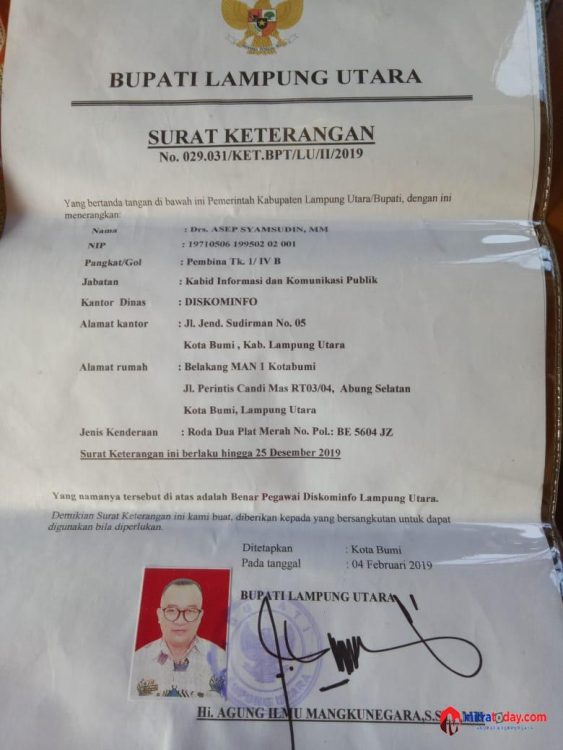 BUPATI LAMPUNG UTARA
SURAT KETERANGAN
No. 029.031/KET.BPT/LU/II/2019
Yang bertanda tangan di bawah ini Pemerintah Kabupaten Lampung Utara/Bupati, dengan ini
menerangkan:
Nama : Drs. ASEP SYAMSUDIN, MM
NIP : 19710506 199502 02 001
Pangkat/Gol : Pembina Tk. 1/ IV B
Jabatan : Kabid Informasi dan Komunikasi Publik
Kantor Dinas : DISKOMINFO
Alamat kantor : Jl. Jend. Sudirman No. 05
Kota Bumi , Kab. Lampung Utara
Alamat rumah : Belakang MAN 1 Kotabumi
Jl. Perintis Candi Mas RT03/04, Abung Selatan
Kota Bumi, Lampung Utara
Jenis Kenderaan : Roda Dua Plat Merah No. Pol.: BE 5604 JZ
Surat Keterangan ini berlaku hingga 25 Desember 2019
Yang namanya tersebut di atas adalah Benar Pegawai Diskominfo Lampung Utara.
Demikian Surat Keterangan ini kami buat, diberikan kepada yang bersangkutan untuk dapat
digunakan bila diperlukan.
Ditetapkan : Kota Bumi
Pada tanggal : 04 Februari 2019
BUPATI LAMPUNG UTARA
BUPATI
LAMPUNG UTARA
Hi. AGUNG ILMU MANGKUNEGARA,S.S
mitratoday.com